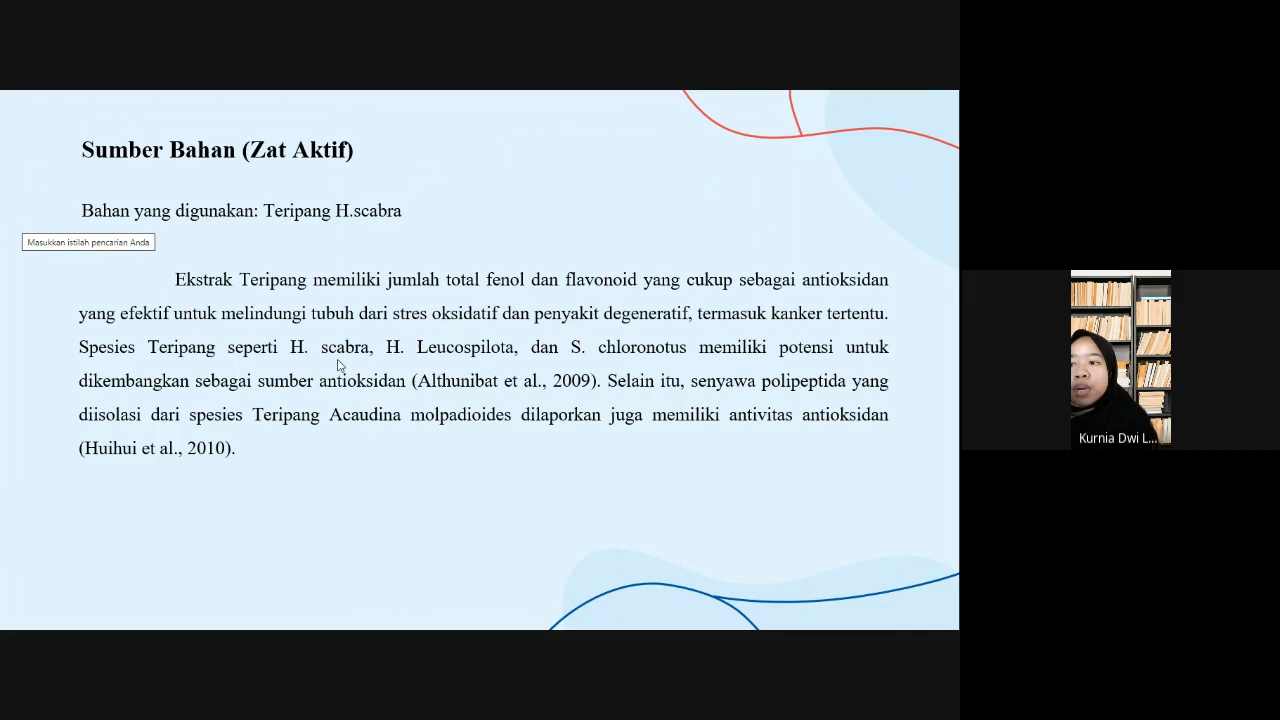 Sumber Bahan (Zat Aktif)
Bahan yang digunakan: Teripang H.scabra
Masukkan istilah pencarian Anda
Ekstrak Teripang memiliki jumlah total fenol dan flavonoid yang cukup sebagai antioksidan
yang efektif untuk melindungi tubuh dari stres oksidatif dan penyakit degeneratif, termasuk kanker tertentu.
Spesies Teripang seperti H. scabra, H. Leucospilota, dan S. chloronotus memiliki potensi untuk
dikembangkan sebagai sumber antioksidan (Althunibat et al., 2009). Selain itu, senyawa polipeptida yang
diisolasi dari spesies Teripang Acaudina molpadioides dilaporkan juga memiliki antivitas antioksidan
(Huihui et al., 2010).
Kurnia Dwi L...